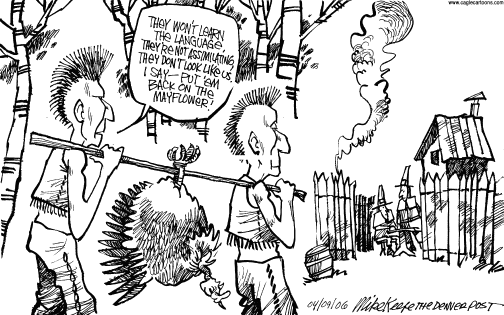 www.caglecartoons.com
THEY WON'T LEARN
THE LANGUAGE.
THEY'RE NOT ASSIMILATING.
THEY DON'T LOOK LIKE US.
I SAY—PUT 'EM
BACK ON THE
MAYFLOWER!
04/09/06 MIKE KEEFE THE DENVER POST